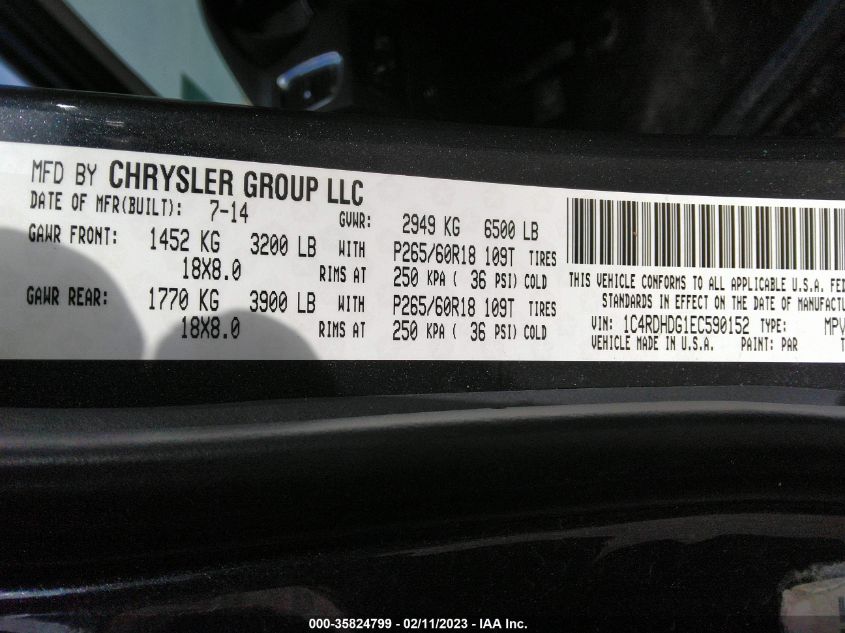 MFD BY CHRYSLER GROUP LLC
DATE OF MFR(BUILT): 7-14 GVWR: 2949 KG 6500 LB
GAWR FRONT: 1452 KG 3200 LB WITH P265/60R18 109T TIRES
18X8.0 RIMS AT 250 KPA ( 36 PSI) COLD
GAWR REAR: 1770 KG 3900 LB WITH P265/60R18 109T TIRES
18X8.0 RIMS AT 250 KPA ( 36 PSI) COLD
THIS VEHICLE CONFORMS TO ALL APPLICABLE U.S.A. FED
STANDARDS IN EFFECT ON THE DATE OF MANUFACTU
VIN: 1C4RDHDG1EC590152 TYPE: MPV
VEHICLE MADE IN U.S.A. PAINT: PAR T
000-35824799 - 02/11/2023 - IAA Inc.